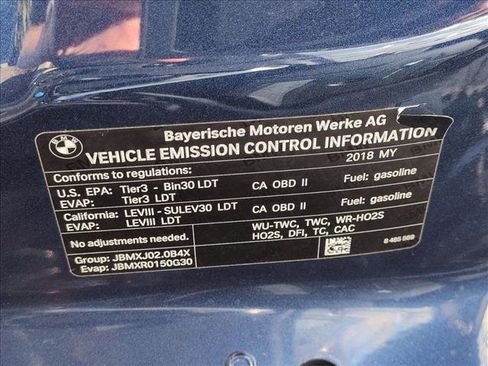 BMW
Bayerische Motoren Werke AG
VEHICLE EMISSION CONTROL INFORMATION
Conforms to regulations: 2018 MY
U.S. EPA: Tier3 - Bin30 LDT CA OBD II Fuel: gasoline
EVAP: Tier3 LDT
California: LEVIII - SULEV30 LDT CA OBD II Fuel: gasoline
EVAP: LEVIII LDT
No adjustments needed. WU-TWC, TWC, WR-HO2S
HO2S, DFI, TC, CAC
Group: JBMXJ02.0B4X
Evap: JBMXR0150G30